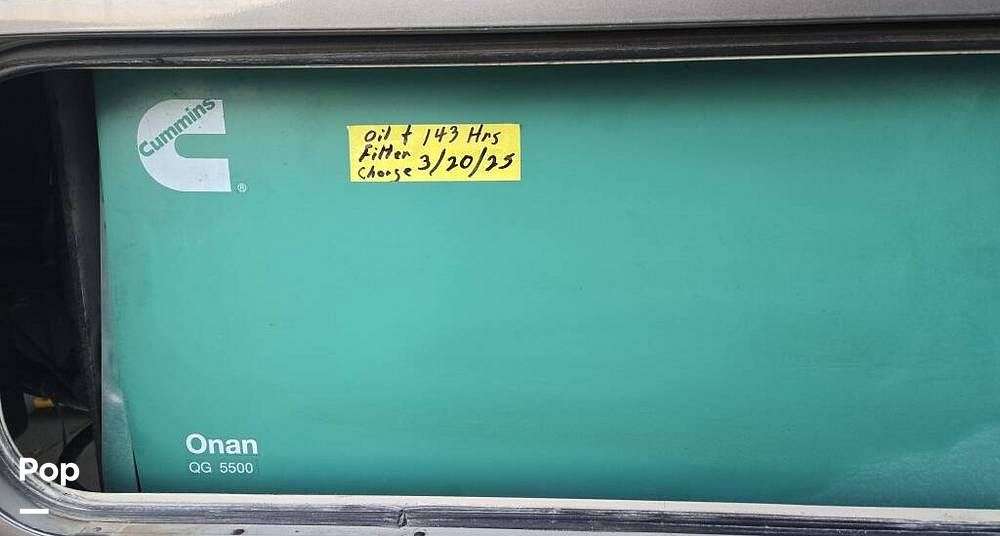 Cummins
®
Oil + 143 Hrs
Filter
Change 3/20/25
Onan
QG 5500
Pop